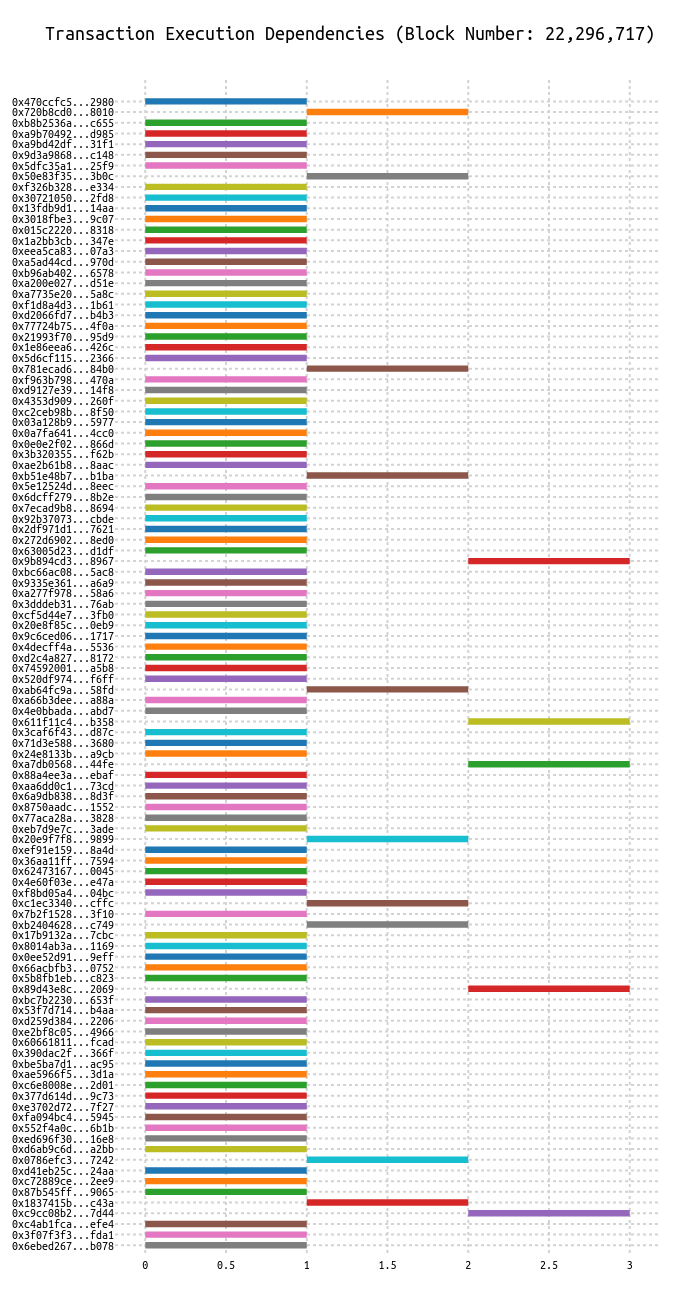 Transaction Execution Dependencies (Block Number: 22,296,717)
0x470ccfc5...2980
0x720b8cd0...8010
0xb8b2536a...c655
0xa9b70492...d985
0xa9bd42df...31f1
0x9d3a9868...c148
0x5dfc35a1...25f9
0x50e83f35...3b0c
0xf326b328...e334
0x30721050...2fd8
0x13fdb9d1...14aa
0x3018fbe3...9c07
0x015c2220...8318
0x1a2bb3cb...347e
0xeea5ca83...07a3
0xa5ad44cd...970d
0xb96ab402...6578
0xa200e027...d51e
0xa7735e20...5a8c
0xf1d8a4d3...1b61
0xd2066fd7...b4b3
0x77724b75...4f0a
0x21993f70...95d9
0x1e86eea6...426c
0x5d6cf115...2366
0x781ecad6...84b0
0xf963b798...470a
0xd9127e39...14f8
0x4353d909...260f
0xc2ceb98b...8f50
0x03a128b9...5977
0x0a7fa641...4cc0
0x0e0e2f02...866d
0x3b320355...f62b
0xae2b61b8...8aac
0xb51e48b7...b1ba
0x5e12524d...8eec
0x6dcff279...8b2e
0x7ecad9b8...8694
0x92b37073...cbde
0x2df971d1...7621
0x272d6902...8ed0
0x63005d23...d1df
0x9b894cd3...8967
0xbc66ac08...5ac8
0x9335e361...a6a9
0xa277f978...58a6
0x3dddeb31...76ab
0xcf5d44e7...3fb0
0x20e8f85c...0eb9
0x9c6ced06...1717
0x4decff4a...5536
0xd2c4a827...8172
0x74592001...a5b8
0x520df974...f6ff
0xab64fc9a...58fd
0xa66b3dee...a88a
0x4e0bbada...abd7
0x611f11c4...b358
0x3caf6f43...d87c
0x71d3e588...3680
0x24e8133b...a9cb
0xa7db0568...44fe
0x88a4ee3a...ebaf
0xaa6dd0c1...73cd
0x6a9db838...8d3f
0x8750aadc...1552
0x77aca28a...3828
0xeb7d9e7c...3ade
0x20e9f7f8...9899
0xef91e159...8a4d
0x36aa11ff...7594
0x62473167...0045
0x4e60f03e...e47a
0xf8bd05a4...04bc
0xc1ec3340...cffc
0x7b2f1528...3f10
0xb2404628...c749
0x17b9132a...7cbc
0x8014ab3a...1169
0x0ee52d91...9eff
0x66acbfb3...0752
0x5b8fb1eb...c823
0x89d43e8c...2069
0xbc7b2230...653f
0x53f7d714...b4aa
0xd259d384...2206
0xe2bf8c05...4966
0x60661811...fcad
0x390dac2f...366f
0xbe5ba7d1...ac95
0xae5966f5...3d1a
0xc6e8008e...2d01
0x377d614d...9c73
0xe3702d72...7f27
0xfa094bc4...5945
0x552f4a0c...6b1b
0xed696f30...16e8
0xd6ab9c6d...a2bb
0x0786efc3...7242
0xd41eb25c...24aa
0xc72889ce...2ee9
0x87b545ff...9065
0x1837415b...c43a
0xc9cc08b2...7d44
0xc4ab1fca...efe4
0x3f07f3f3...fda1
0x6ebed267...b078
0 0.5 1 1.5 2 2.5 3